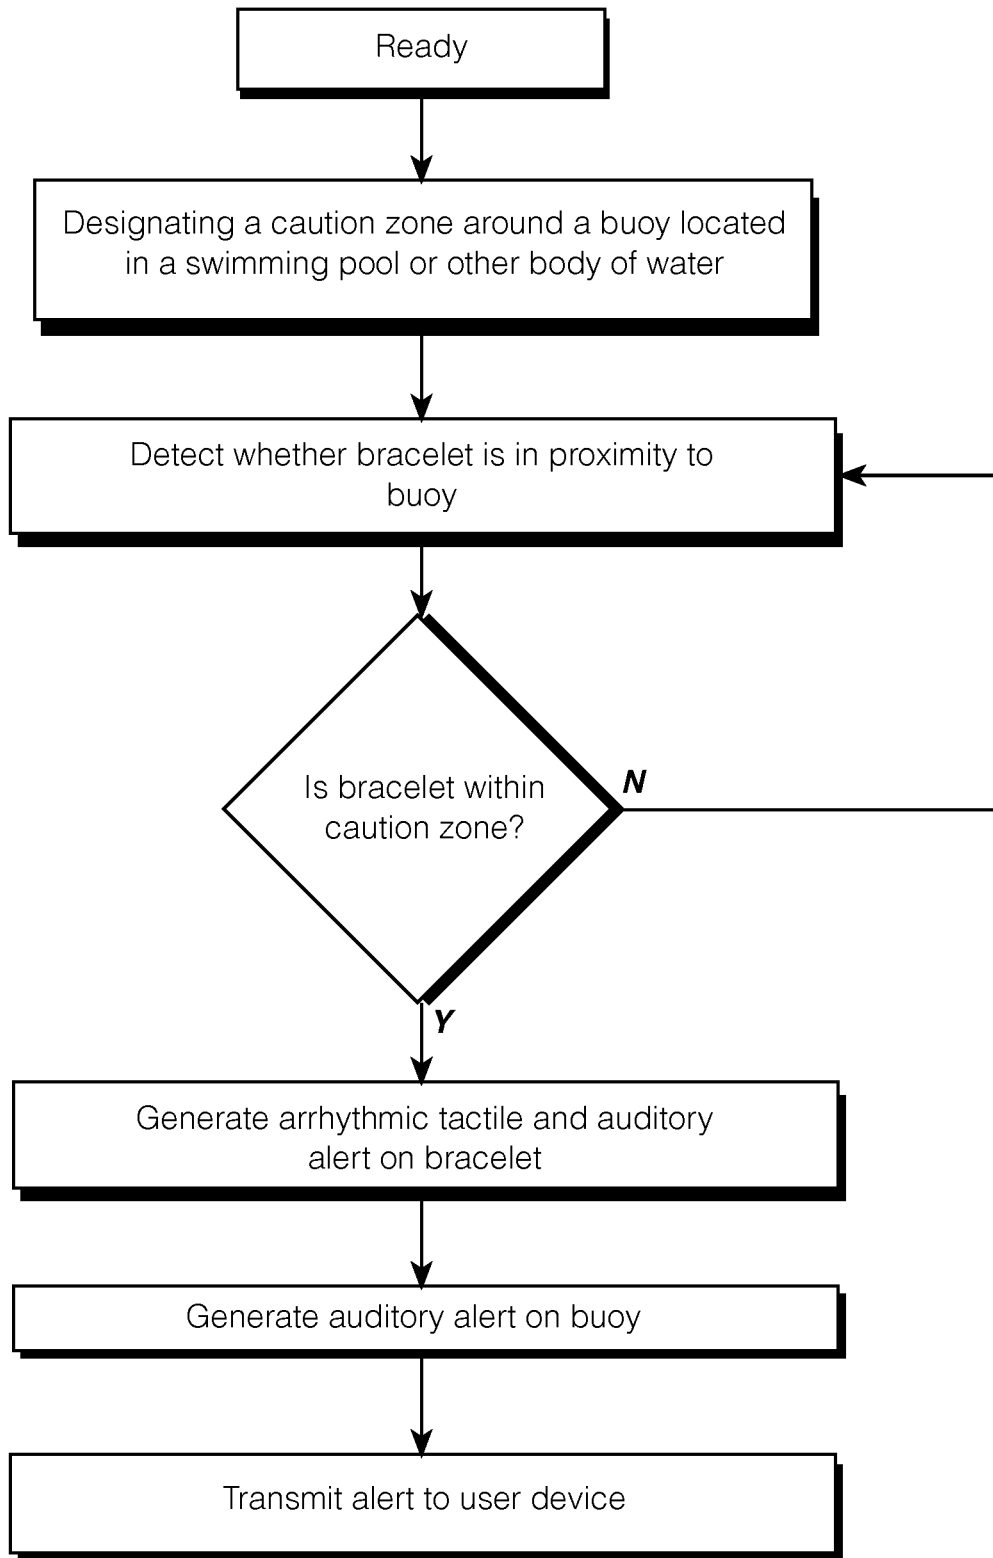 Ready
Designating a caution zone around a buoy located
in a swimming pool or other body of water
Detect whether bracelet is in proximity to
buoy
Is bracelet within
caution zone?
N
Y
Generate arrhythmic tactile and auditory
alert on bracelet
Generate auditory alert on buoy
Transmit alert to user device